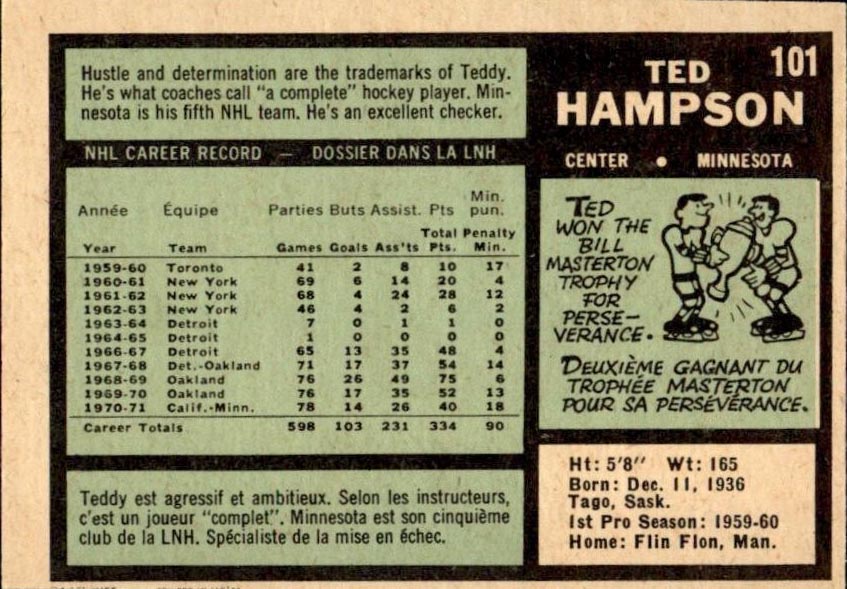 Hustle and determination are the trademarks of Teddy.
He's what coaches call "a complete" hockey player. Min-
nesota is his fifth NHL team. He's an excellent checker.
NHL CAREER RECORD — DOSSIER DANS LA LNH
Année Équipe Parties Buts Assist. Pts Min. pun.
Year Team Games Goals Ass'ts Total Pts. Penalty Min.
1959-60 Toronto 41 2 8 10 17
1960-61 New York 69 6 14 20 4
1961-62 New York 68 4 24 28 12
1962-63 New York 46 4 2 6 2
1963-64 Detroit 7 0 1 1 0
1964-65 Detroit 1 0 0 0 0
1966-67 Detroit 65 13 35 48 4
1967-68 Det.-Oakland 71 17 37 54 14
1968-69 Oakland 76 26 49 75 6
1969-70 Oakland 76 17 35 52 13
1970-71 Calif.-Minn. 78 14 26 40 18
Career Totals 598 103 231 334 90
Teddy est agressif et ambitieux. Selon les instructeurs,
c'est un joueur "complet". Minnesota est son cinquième
club de la LNH. Spécialiste de la mise en échec.
101
TED
HAMPSON
CENTER • MINNESOTA
TED
WON THE
BILL
MASTERTON
TROPHY
FOR
PERSE-
VERANCE.
DEUXIÈME GAGNANT DU
TROPHÉE MASTERTON
POUR SA PERSÉVÉRANCE.
Ht: 5'8" Wt: 165
Born: Dec. 11, 1936
Tago, Sask.
1st Pro Season: 1959-60
Home: Flin Flon, Man.